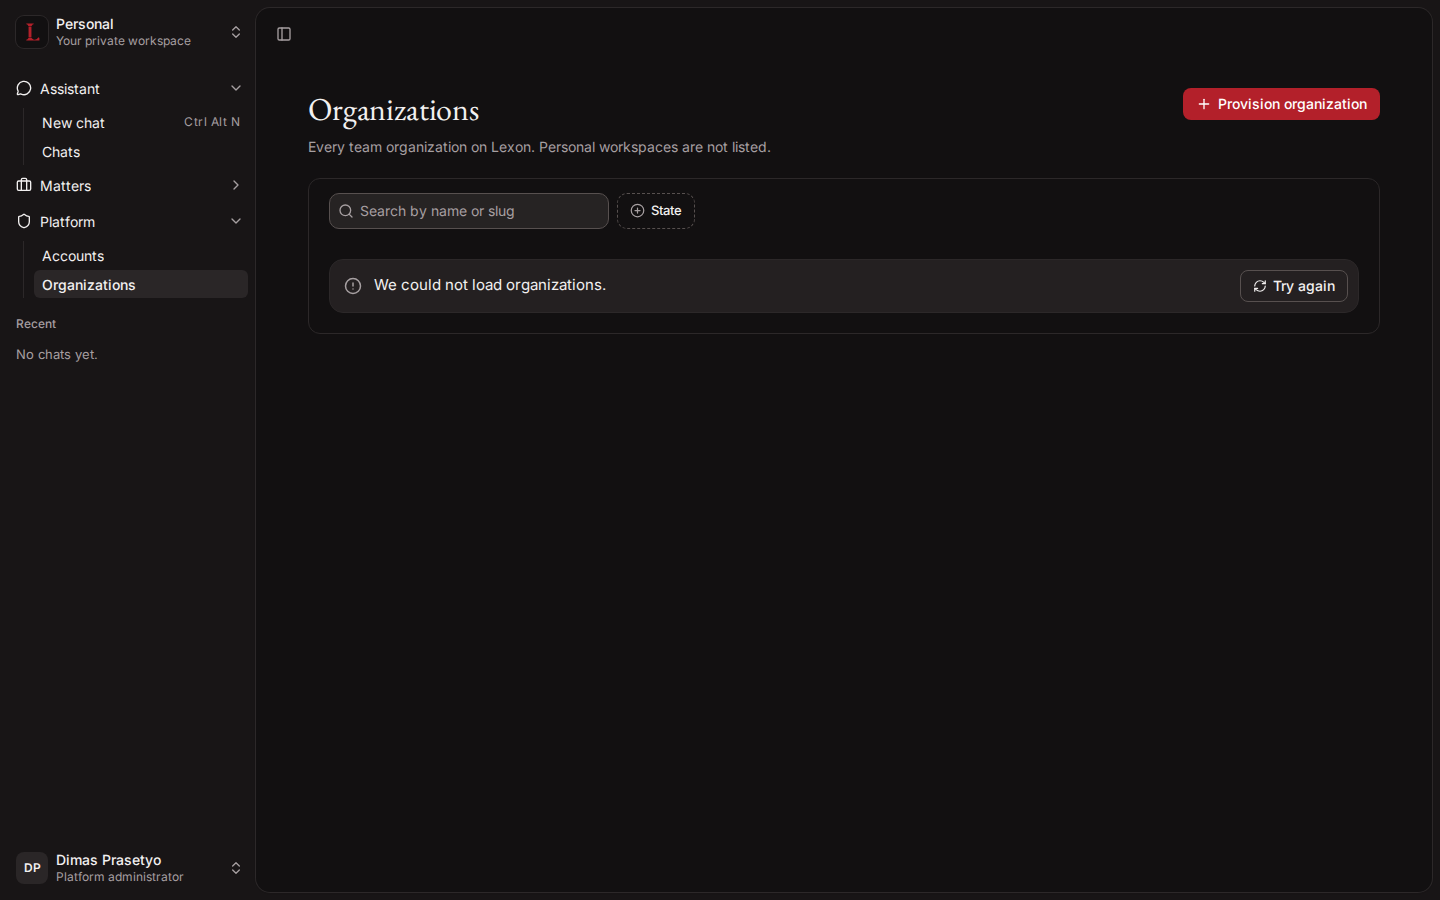 L
Personal
Your private workspace
Assistant
New chat
Ctrl Alt N
Chats
Matters
Platform
Accounts
Organizations
Recent
No chats yet.
DP
Dimas Prasetyo
Platform administrator
Organizations
Provision organization
Every team organization on Lexon. Personal workspaces are not listed.
Search by name or slug
State
We could not load organizations.
Try again